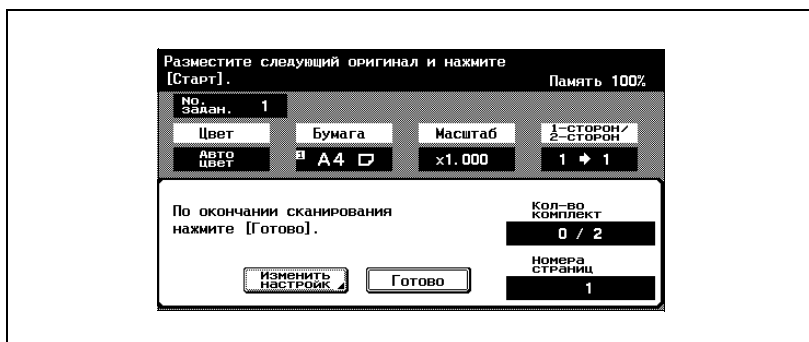 Разместите следующий оригинал и нажмите
[Старт].
Память 100%
No.
задан. 1
Цвет
Бумага
Масштаб
1-СТОРОН/
2-СТОРОН
Авто
цвет
1 A4
x1.000
1 ➔ 1
По окончании сканирования
нажмите [Готово].
Кол-во
комплект
0 / 2
Изменить
настройк
Готово
Номера
страниц
1